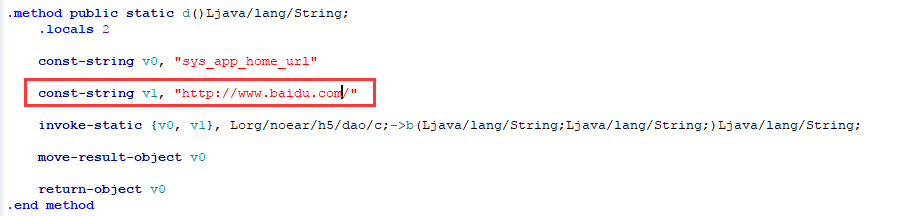 .method public static d()Ljava/lang/String;
.locals 2
const-string v0, "sys_app_home_url"
const-string v1, "http://www.baidu.com/"
invoke-static {v0, v1}, Lorg/noear/h5/dao/c;->b(Ljava/lang/String;Ljava/lang/String;)Ljava/lang/String;
move-result-object v0
return-object v0
.end method